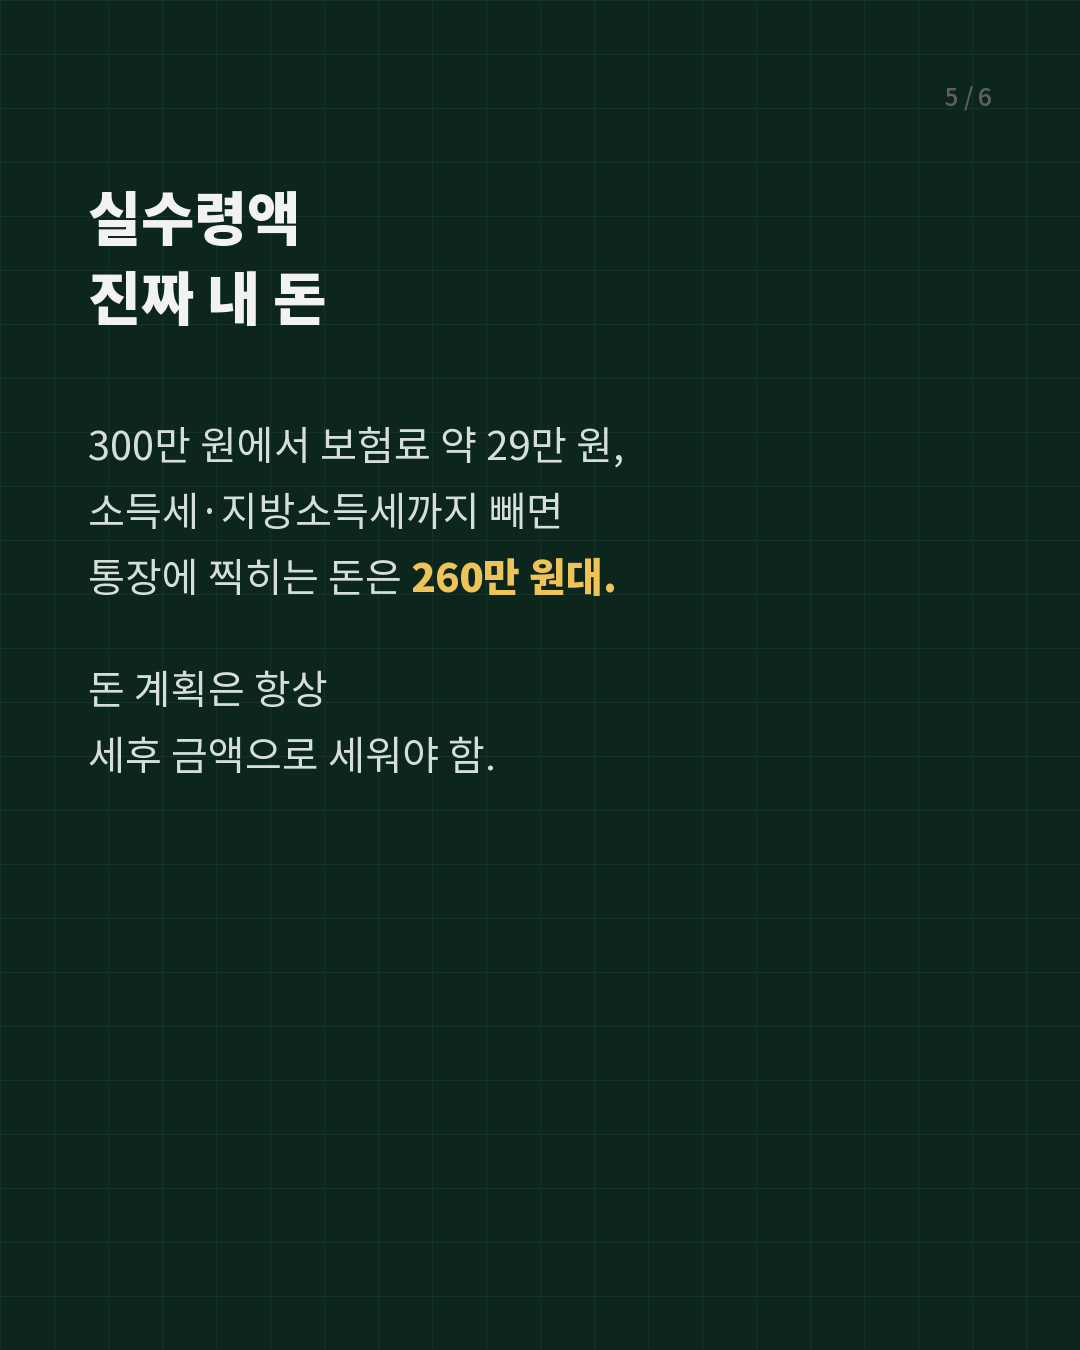 5 / 6
실수령액
진짜 내 돈
300만 원에서 보험료 약 29만 원,
소득세·지방소득세까지 빼면
통장에 찍히는 돈은 260만 원대.
돈 계획은 항상
세후 금액으로 세워야 함.